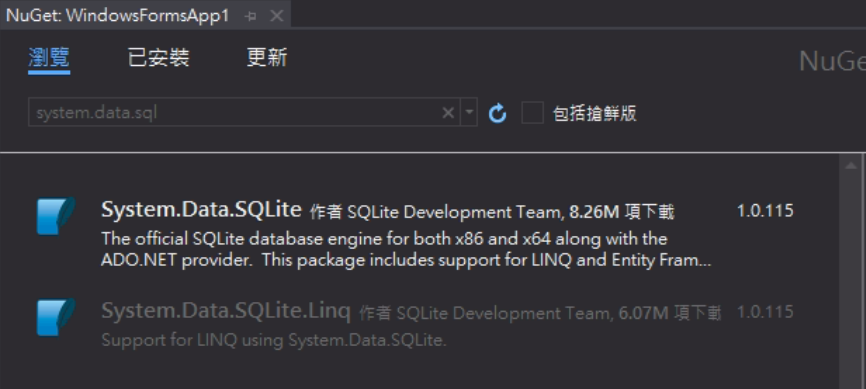 NuGet: WindowsFormsApp1
瀏覽 已安裝 更新 NuGe
system.data.sql 包括搶鮮版
System.Data.SQLite 作者 SQLite Development Team, 8.26M 項下載 1.0.115
The official SQLite database engine for both x86 and x64 along with the
ADO.NET provider. This package includes support for LINQ and Entity Fram...
System.Data.SQLite.Linq 作者 SQLite Development Team, 6.07M 項下載 1.0.115
Support for LINQ using System.Data.SQLite.